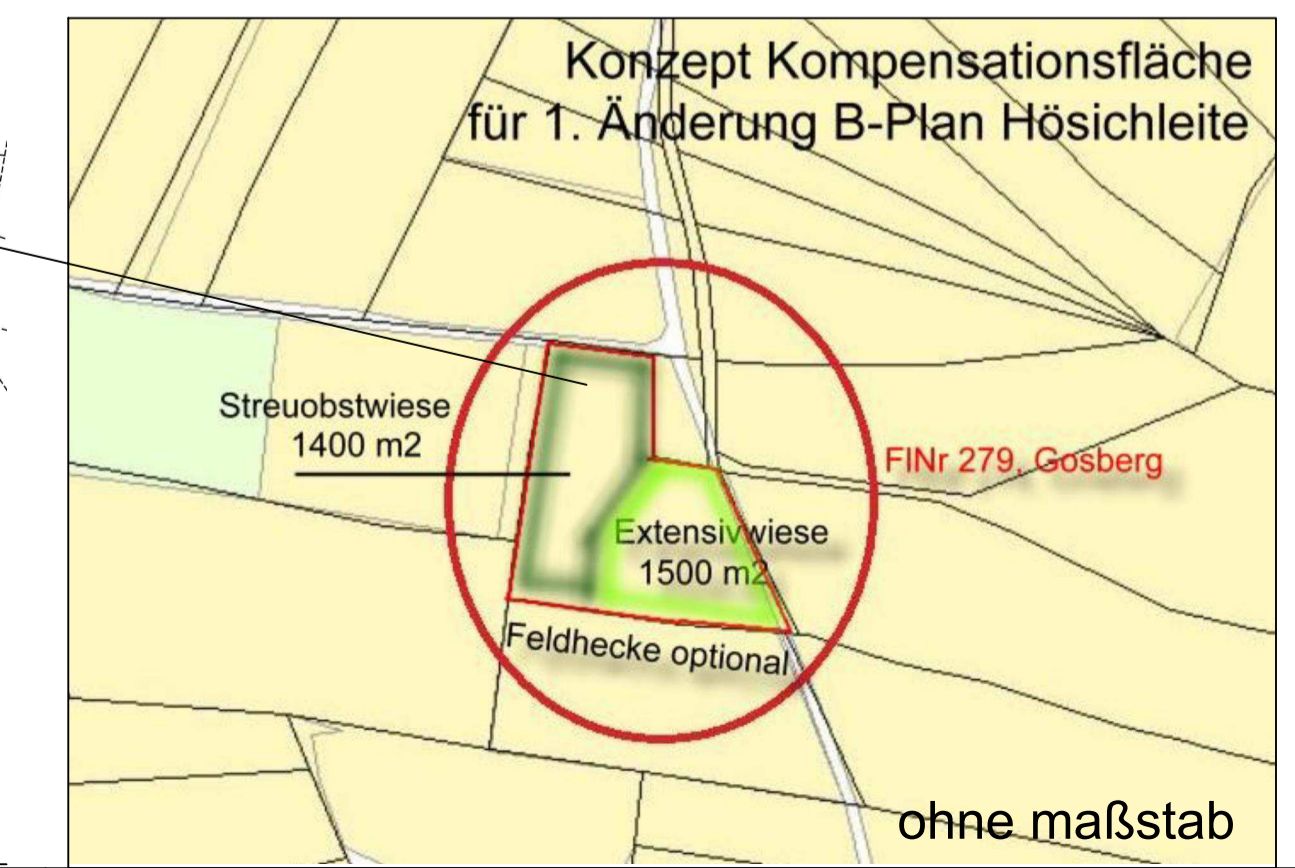 Konzept Kompensationsfläche
für 1. Änderung B-Plan Hösichleite
Streuobstwiese
1400 m2
FlNr 279, Gosberg
Extensivwiese
1500 m2
Feldhecke optional
ohne maßstab